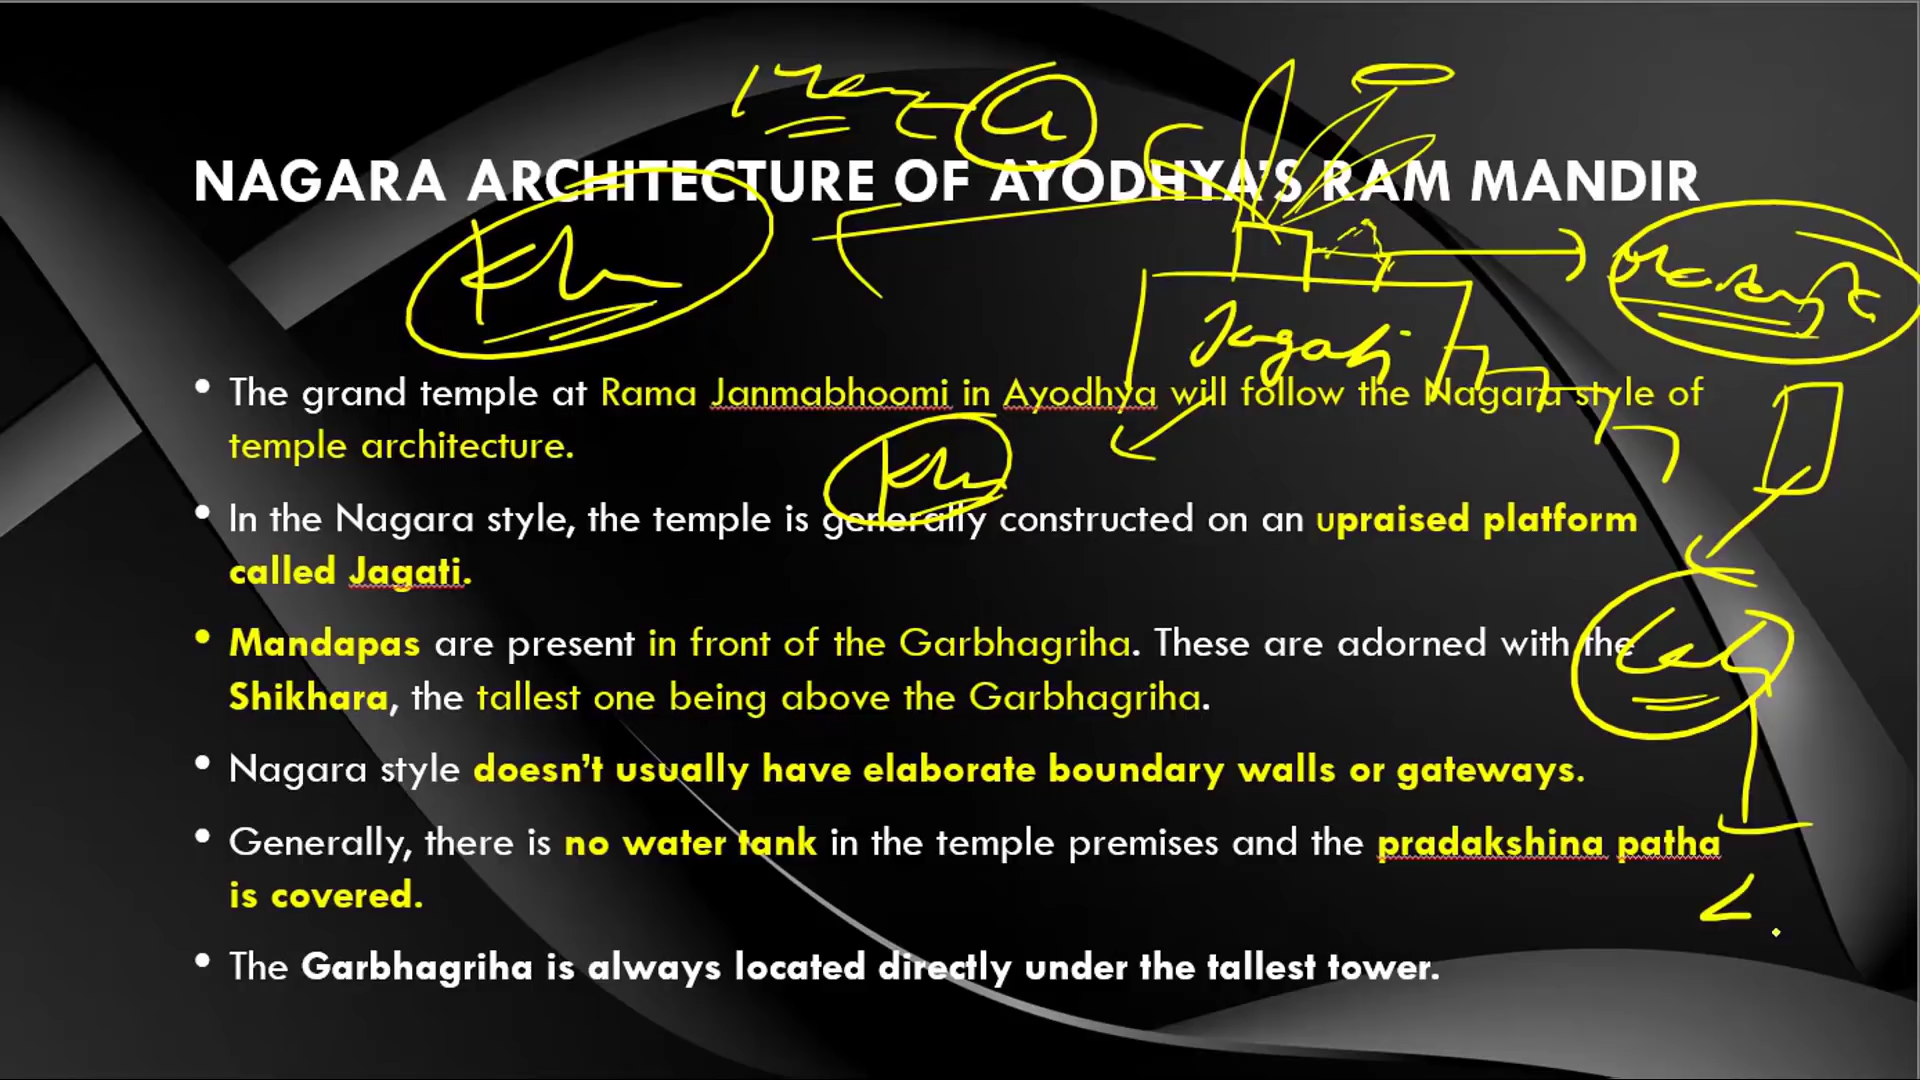 NAGARA ARCHITECTURE OF AYODHYA'S RAM MANDIR
Jagati
• The grand temple at Rama Janmabhoomi in Ayodhya will follow the Nagara style of
temple architecture.
• In the Nagara style, the temple is generally constructed on an upraised platform
called Jagati.
• Mandapas are present in front of the Garbhagriha. These are adorned with the
Shikhara, the tallest one being above the Garbhagriha.
• Nagara style doesn't usually have elaborate boundary walls or gateways.
• Generally, there is no water tank in the temple premises and the pradakshina patha
is covered.
• The Garbhagriha is always located directly under the tallest tower.